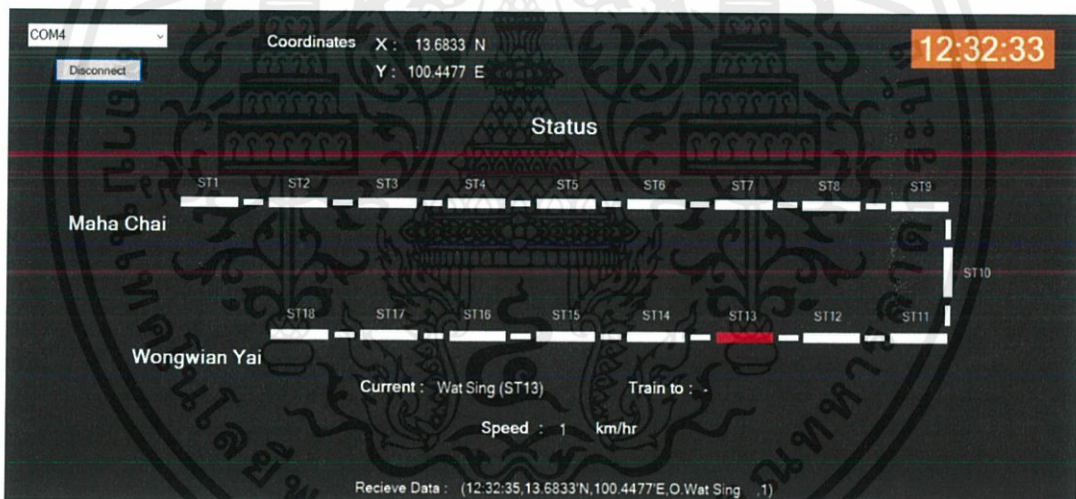 COM4
Disconnect
Coordinates X : 13.6833 N
Y : 100.4477 E
12:32:33
Status
ST1 ST2 ST3 ST4 ST5 ST6 ST7 ST8 ST9
Maha Chai
ST10
ST18 ST17 ST16 ST15 ST14 ST13 ST12 ST11
Wongwian Yai
Current : Wat Sing (ST13) Train to : -
Speed : 1 km/hr
Recieve Data : (12:32:35,13.6833'N,100.4477'E,O.Wat Sing ,1)